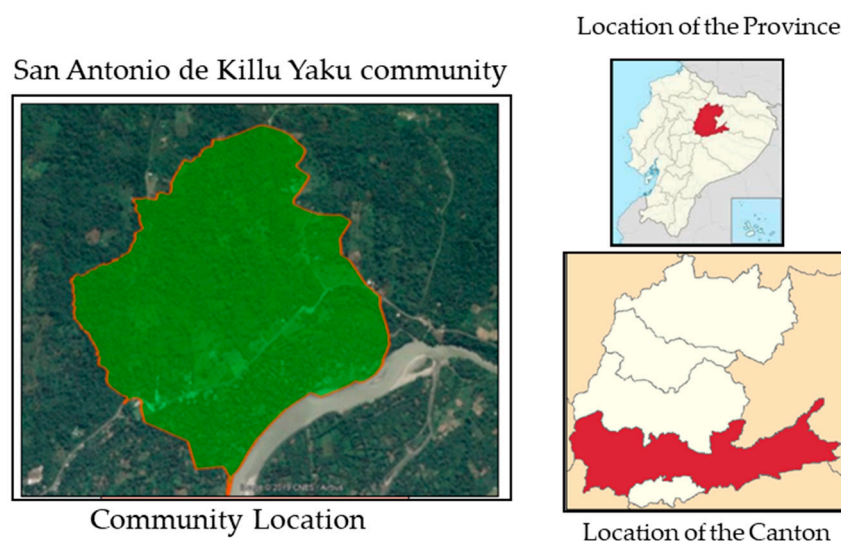 Location of the Province
San Antonio de Killu Yaku community
Community Location
Location of the Canton